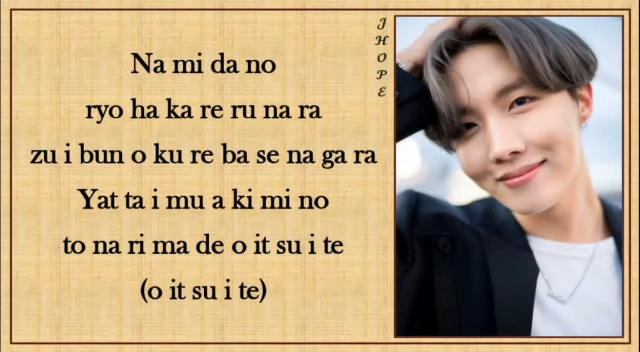 Na mi da no
ryo ha ka re ru na ra
zu i bun o ku re ba se na ga ra
Yat ta i mu a ki mi no
to na ri ma de o it su i te
(o it su i te)
JHOPE